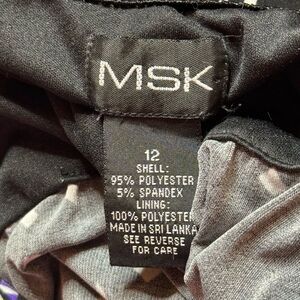 MSK
12
SHELL:
95% POLYESTER
5% SPANDEX
LINING:
100% POLYESTER
MADE IN SRI LANKA
SEE REVERSE
FOR CARE